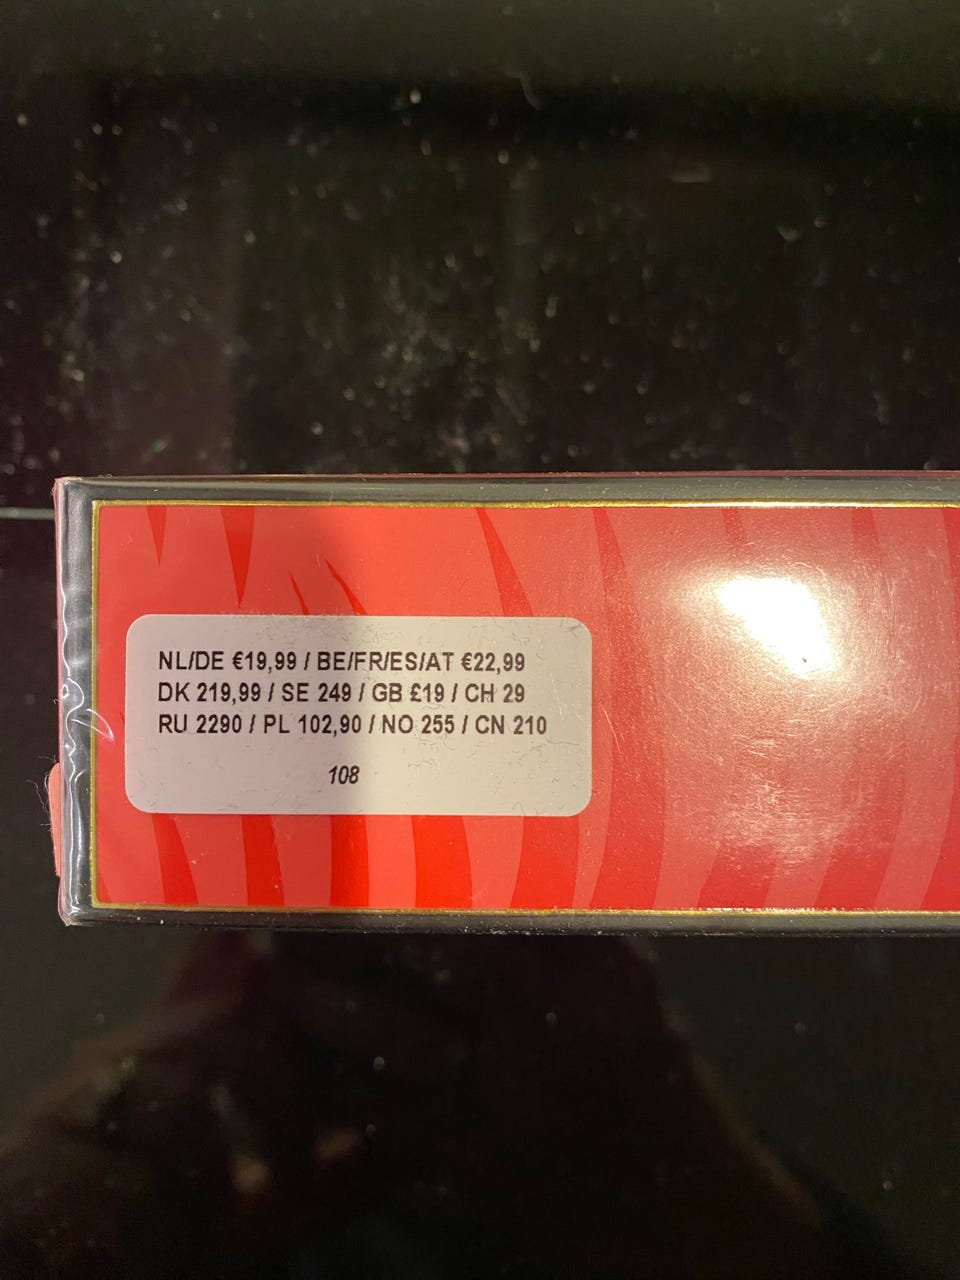 NL/DE €19,99 / BE/FR/ES/AT €22,99
DK 219,99 / SE 249 / GB £19 / CH 29
RU 2290 / PL 102,90 / NO 255 / CN 210
108